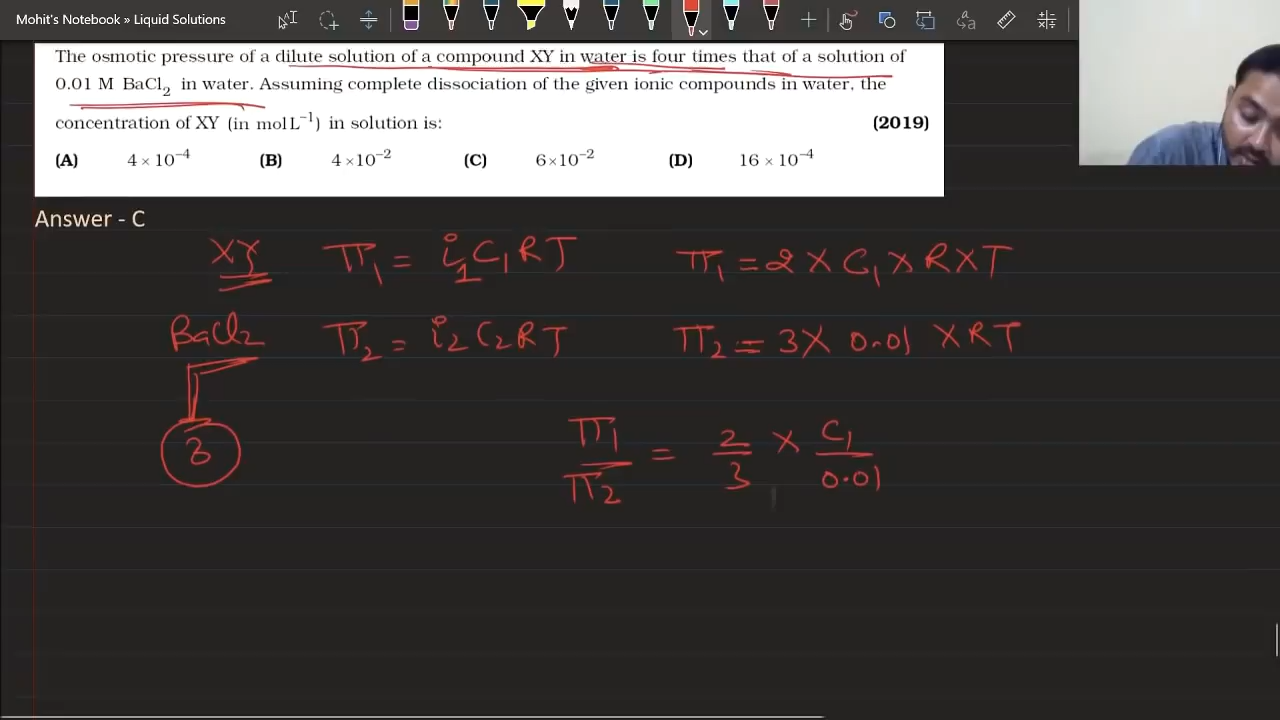 Mohit's Notebook » Liquid Solutions
The osmotic pressure of a dilute solution of a compound XY in water is four times that of a solution of
0.01 M BaCl₂ in water. Assuming complete dissociation of the given ionic compounds in water, the
concentration of XY (in mol L⁻¹) in solution is: (2019)
(A) 4 × 10⁻⁴ (B) 4×10⁻² (C) 6×10⁻² (D) 16 × 10⁻⁴
Answer - C
XY π₁ = i₁C₁RT π₁ = 2 × C₁ × R × T
BaCl₂ π₂ = i₂C₂RT π₂ = 3 × 0.01 × RT
3
π₁/π₂ = 2/3 × C₁/0.01